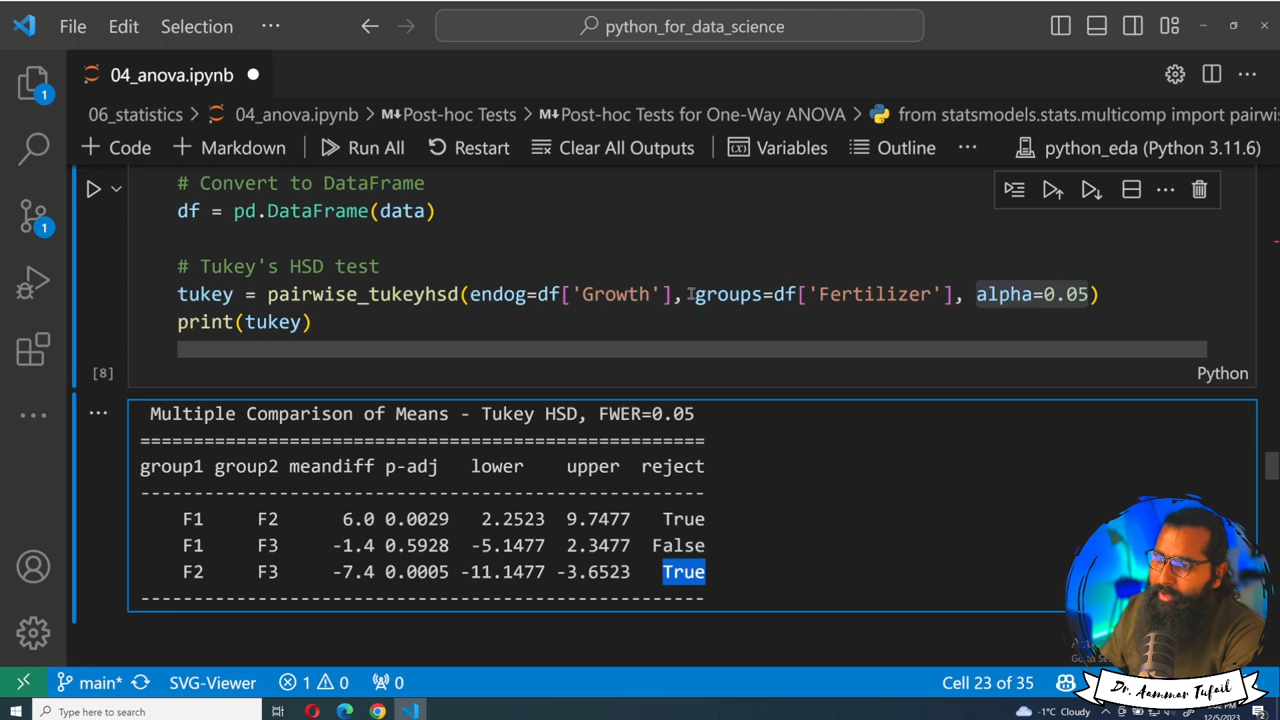 File Edit Selection ··· python_for_data_science
04_anova.ipynb
06_statistics > 04_anova.ipynb > Post-hoc Tests > Post-hoc Tests for One-Way ANOVA > from statsmodels.stats.multicomp import pairwis
+ Code + Markdown Run All Restart Clear All Outputs Variables Outline ··· python_eda (Python 3.11.6)
# Convert to DataFrame
df = pd.DataFrame(data)
# Tukey's HSD test
tukey = pairwise_tukeyhsd(endog=df['Growth'], groups=df['Fertilizer'], alpha=0.05)
print(tukey)
[8]
Python
Multiple Comparison of Means - Tukey HSD, FWER=0.05
=====================================================
group1 group2 meandiff p-adj lower upper reject
-----------------------------------------------------
F1 F2 6.0 0.0029 2.2523 9.7477 True
F1 F3 -1.4 0.5928 -5.1477 2.3477 False
F2 F3 -7.4 0.0005 -11.1477 -3.6523 True
-----------------------------------------------------
1
1
main* SVG-Viewer 1 0 0 Cell 23 of 35
Dr. Aammar Tufail
Type here to search -1°C Cloudy
12/5/2023